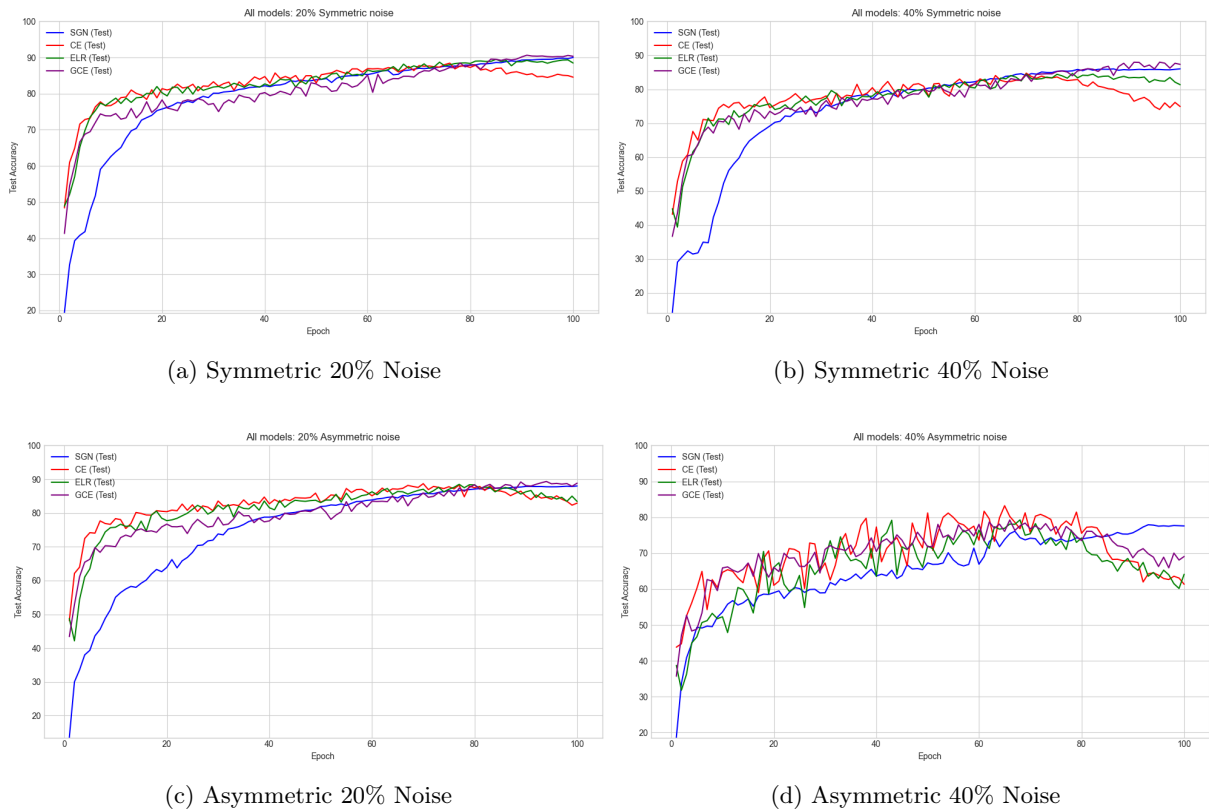 All models: 20% Symmetric noise
100
90
80
70
60
50
40
30
20
Test Accuracy
SGN (Test)
CE (Test)
ELR (Test)
GCE (Test)
0
20
40
60
80
100
Epoch
(a) Symmetric 20% Noise
All models: 40% Symmetric noise
100
90
80
70
60
50
40
30
20
Test Accuracy
SGN (Test)
CE (Test)
ELR (Test)
GCE (Test)
0
20
40
60
80
100
Epoch
(b) Symmetric 40% Noise
All models: 20% Asymmetric noise
100
90
80
70
60
50
40
30
20
Test Accuracy
SGN (Test)
CE (Test)
ELR (Test)
GCE (Test)
0
20
40
60
80
100
Epoch
(c) Asymmetric 20% Noise
All models: 40% Asymmetric noise
100
90
80
70
60
50
40
30
20
Test Accuracy
SGN (Test)
CE (Test)
ELR (Test)
GCE (Test)
0
20
40
60
80
100
Epoch
(d) Asymmetric 40% Noise